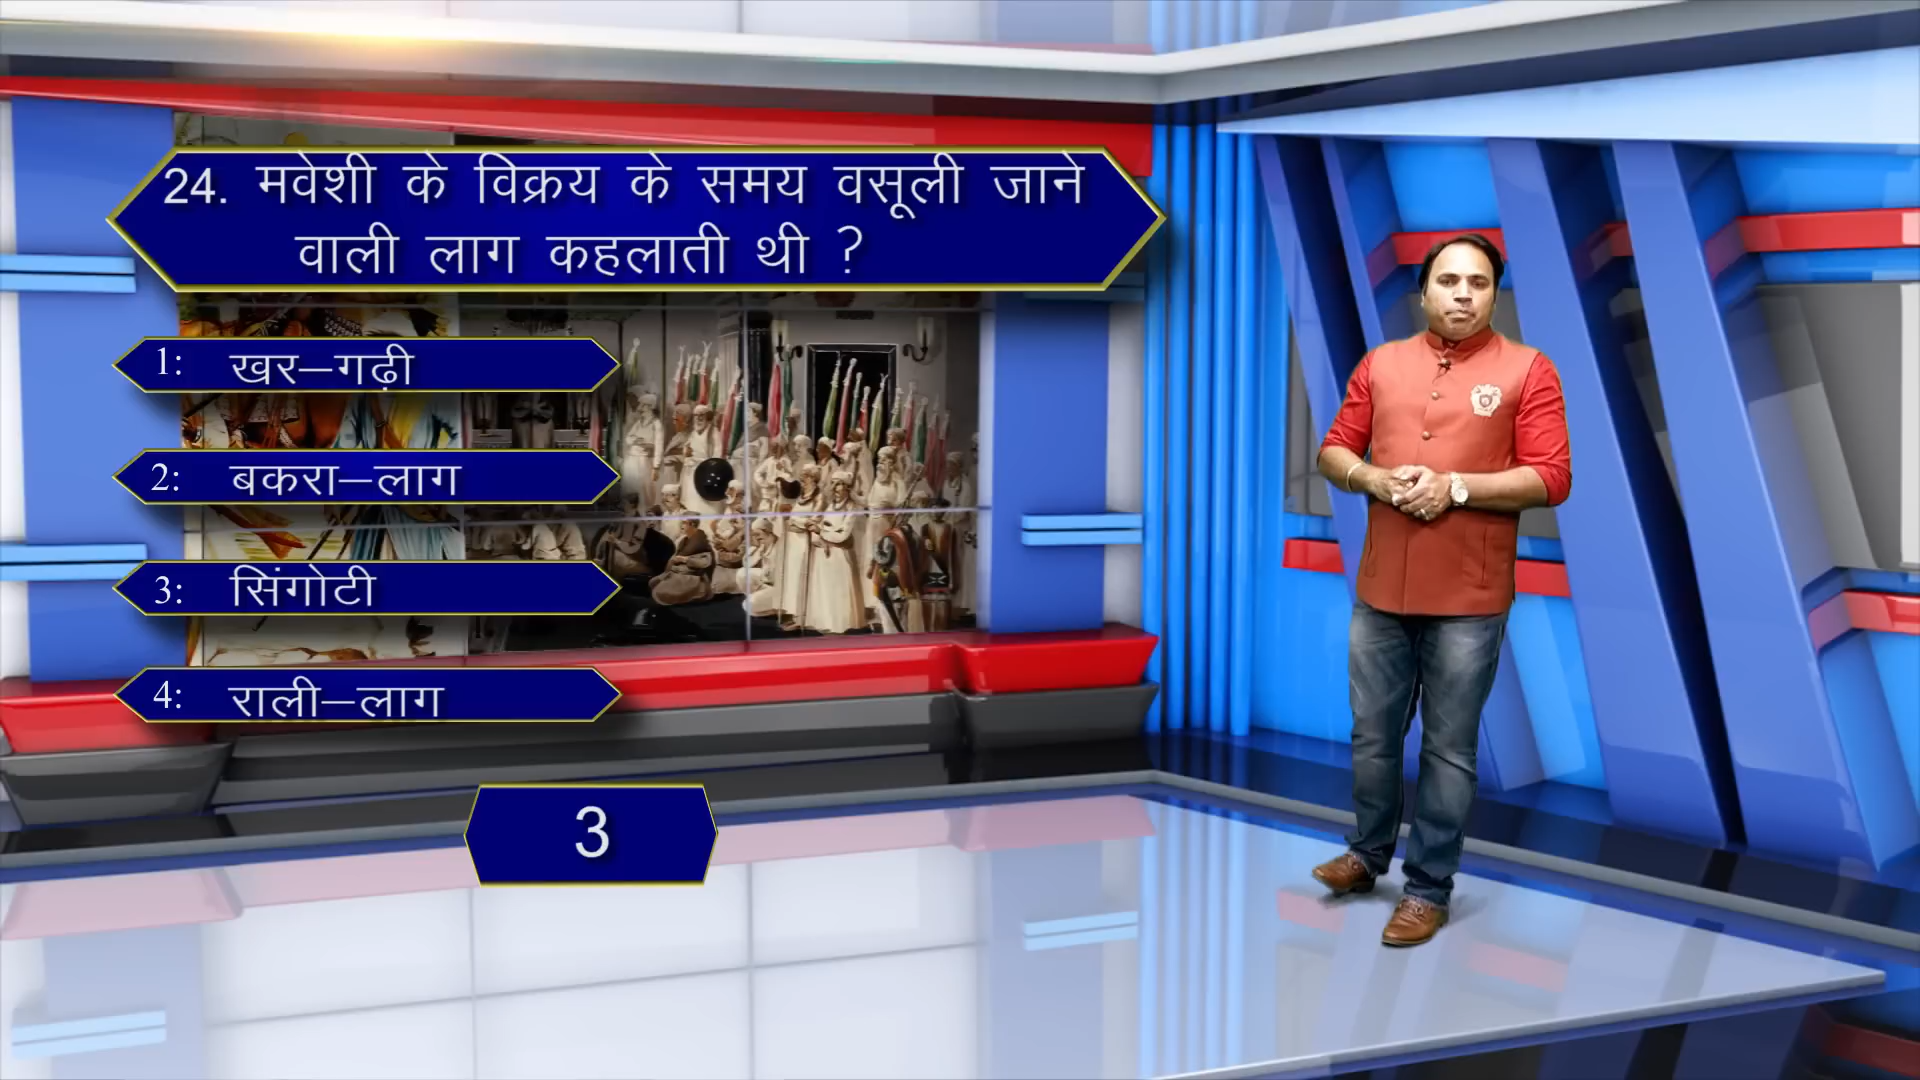 24. मवेशी के विक्रय के समय वसूली जाने
वाली लाग कहलाती थी ?
1: खर–गढ़ी
2: बकरा–लाग
3: सिंगोटी
4: राली–लाग
3